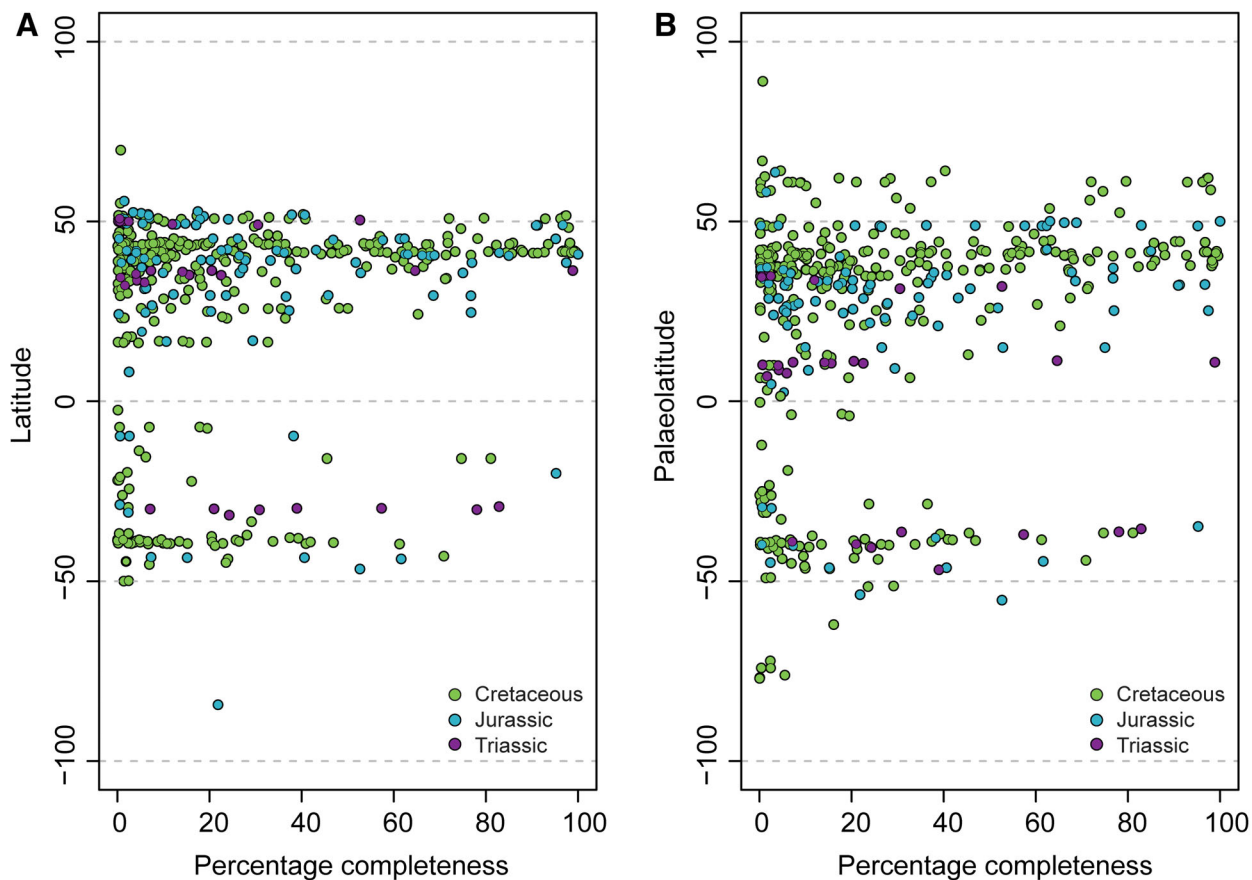 A
Latitude
100
50
0
−50
−100
0 20 40 60 80 100
Percentage completeness
Cretaceous
Jurassic
Triassic
B
Palaeolatitude
100
50
0
−50
−100
0 20 40 60 80 100
Percentage completeness
Cretaceous
Jurassic
Triassic